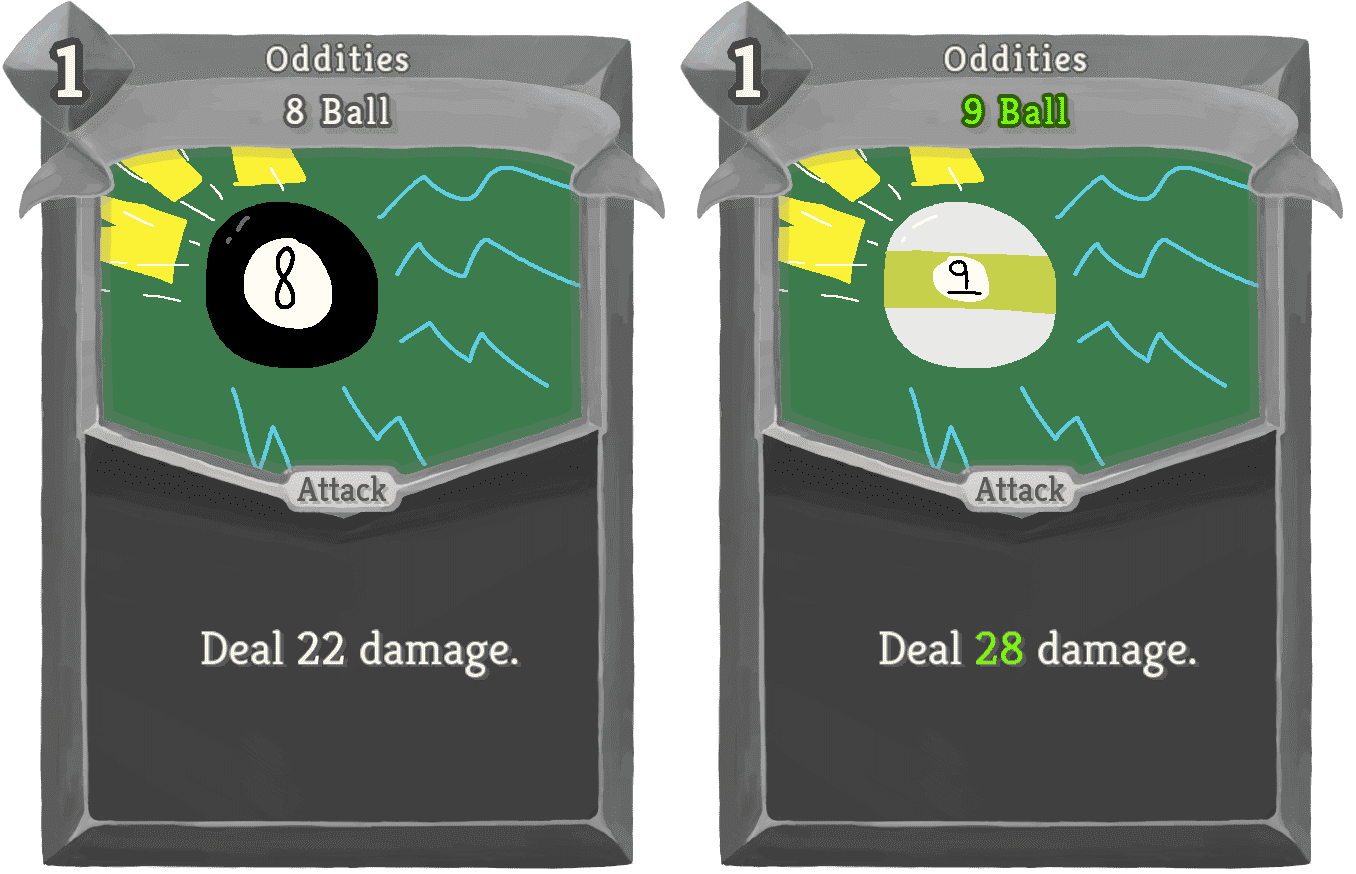 1
Oddities
8 Ball
8
Attack
Deal 22 damage.
1
Oddities
9 Ball
9
Attack
Deal 28 damage.